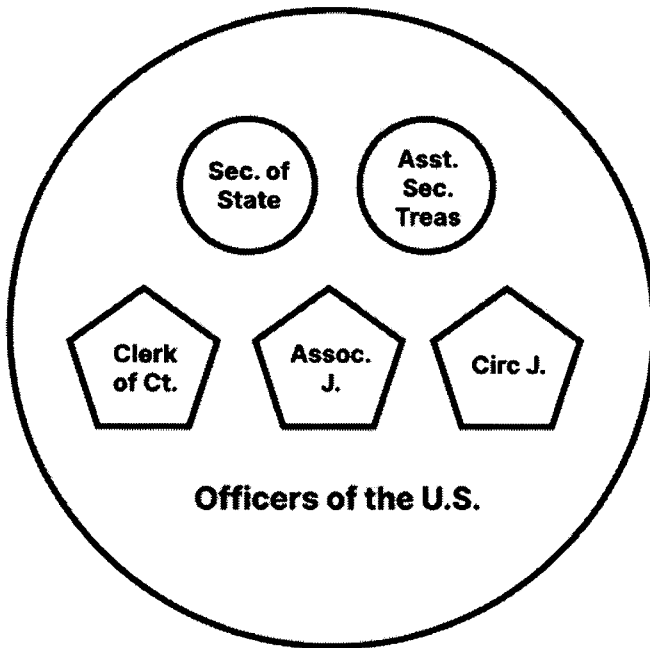 Sec. of
State
Asst.
Sec.
Treas
Clerk
of Ct.
Assoc.
J.
Circ J.
Officers of the U.S.